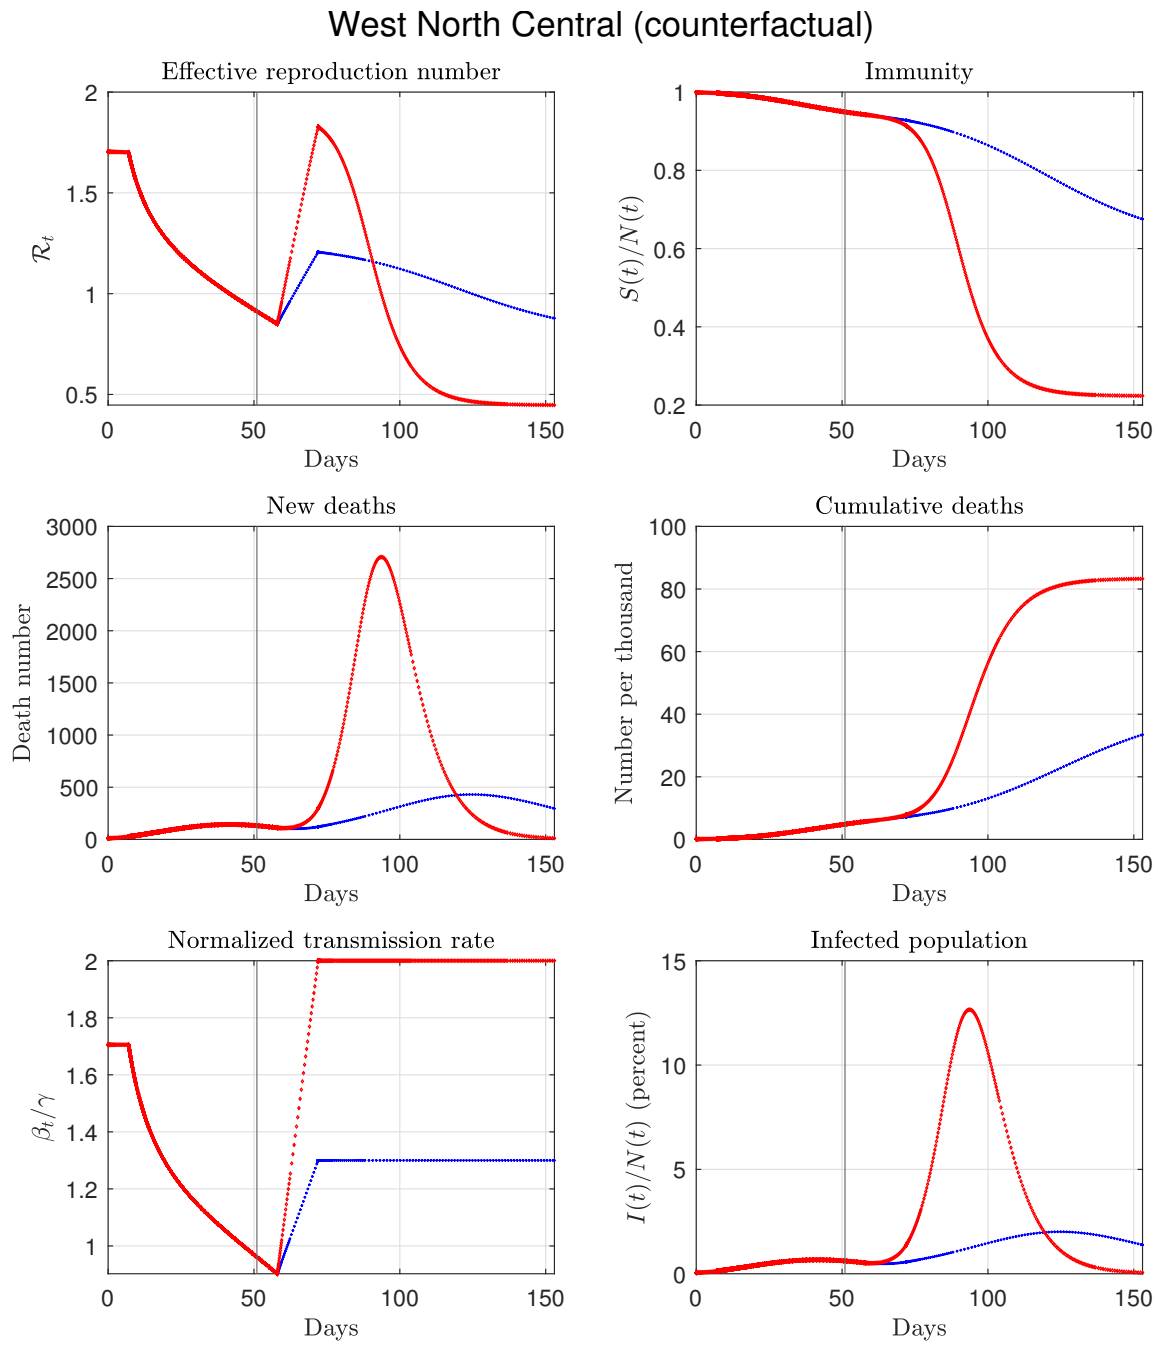 West North Central (counterfactual)
Effective reproduction number
2
1.5
1
0.5
ℛₜ
0 50 100 150
Days
Immunity
1
0.8
0.6
0.4
0.2
S(t)/N(t)
0 50 100 150
Days
New deaths
3000
2500
2000
1500
1000
500
0
Death number
0 50 100 150
Days
Cumulative deaths
100
80
60
40
20
0
Number per thousand
0 50 100 150
Days
Normalized transmission rate
2
1.8
1.6
1.4
1.2
1
βₜ/γ
0 50 100 150
Days
Infected population
15
10
5
0
I(t)/N(t) (percent)
0 50 100 150
Days